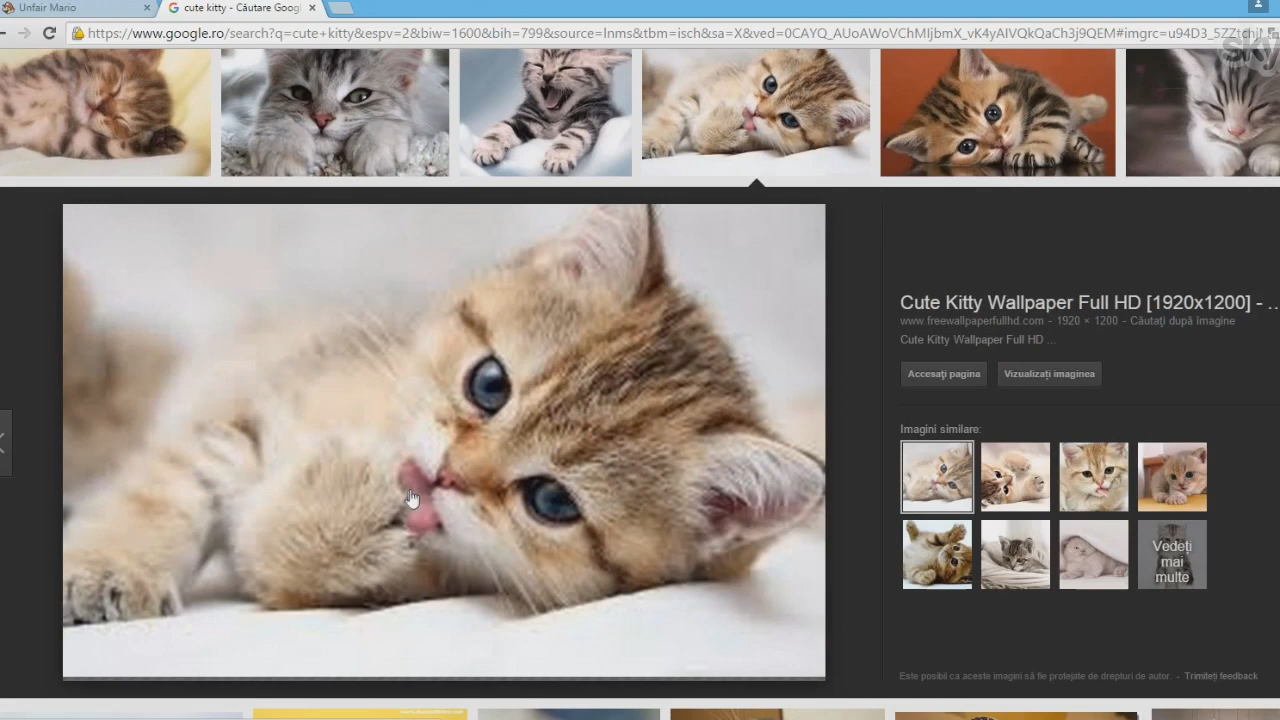 Unfair Mario
cute kitty - Căutare Googl
https://www.google.ro/search?q=cute+kitty&espv=2&biw=1600&bih=799&source=lnms&tbm=isch&sa=X&ved=0CAYQ_AUoAWoVChMIjbmX_vK4yAIVQkQaCh3j9QEM#imgrc=u94D3_5ZZtchiL
sky
Cute Kitty Wallpaper Full HD [1920x1200] - ...
www.freewallpaperfullhd.com - 1920 × 1200 - Căutați după imagine
Cute Kitty Wallpaper Full HD ...
Accesați pagina
Vizualizați imaginea
Imagini similare:
Vedeți
mai
multe
Este posibil ca aceste imagini să fie protejate de drepturi de autor. - Trimiteți feedback